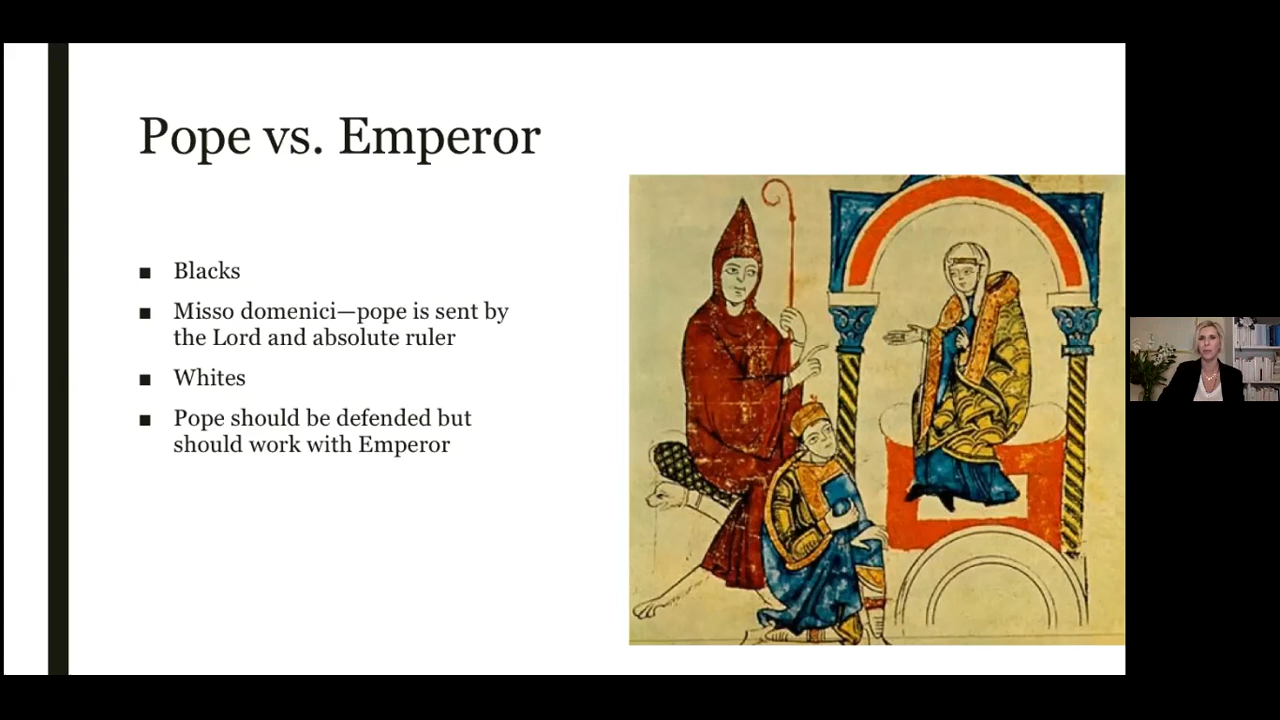 Pope vs. Emperor
■ Blacks
■ Misso domenici—pope is sent by
the Lord and absolute ruler
■ Whites
■ Pope should be defended but
should work with Emperor